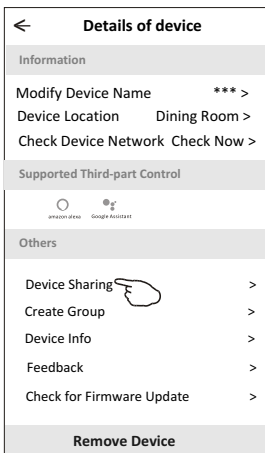 ← Details of device
Information
Modify Device Name *** >
Device Location Dining Room >
Check Device Network Check Now >
Supported Third-part Control
amazon alexa Google Assistant
Others
Device Sharing >
Create Group >
Device Info >
Feedback >
Check for Firmware Update >
Remove Device